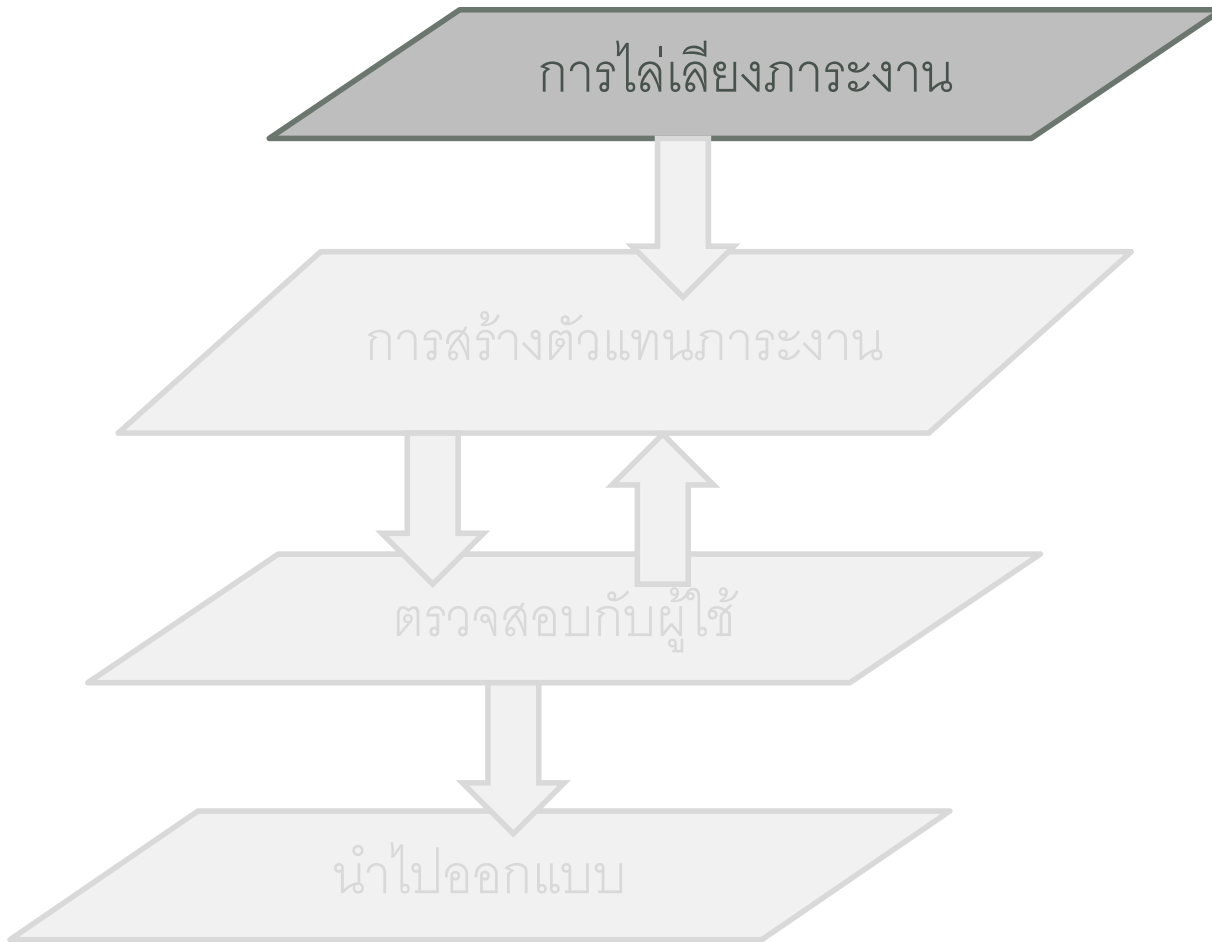 การไล่เลียงภาระงาน
การสร้างตัวแทนภาระงาน
ตรวจสอบกับผู้ใช้
นำไปออกแบบ